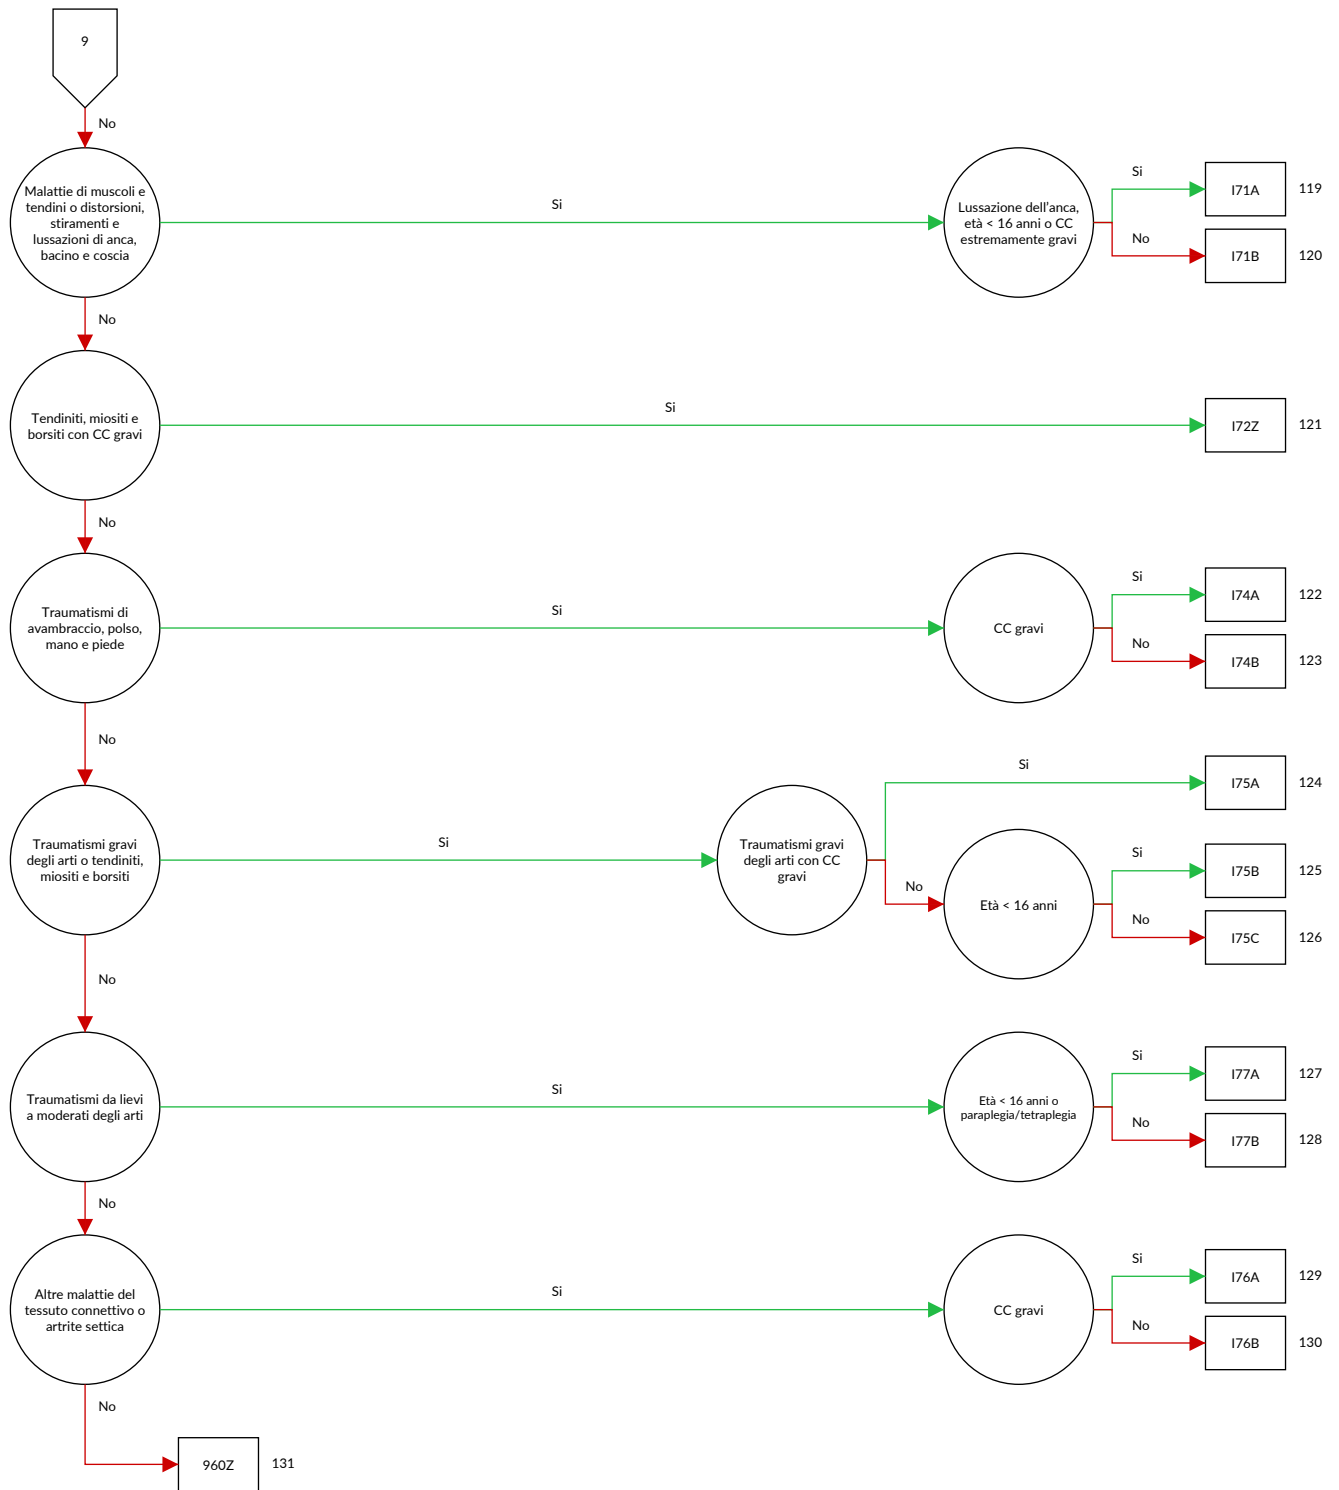 9
No
Malattie di muscoli e
tendini o distorsioni,
stiramenti e
lussazioni di anca,
bacino e coscia
Si
Lussazione dell'anca,
età < 16 anni o CC
estremamente gravi
Si
I71A
119
No
I71B
120
No
Tendiniti, miositi e
borsiti con CC gravi
Si
I72Z
121
No
Traumatismi di
avambraccio, polso,
mano e piede
Si
CC gravi
Si
I74A
122
No
I74B
123
No
Traumatismi gravi
degli arti o tendiniti,
miositi e borsiti
Si
Traumatismi gravi
degli arti con CC
gravi
Si
I75A
124
No
Età < 16 anni
Si
I75B
125
No
I75C
126
No
Traumatismi da lievi
a moderati degli arti
Si
Età < 16 anni o
paraplegia/tetraplegia
Si
I77A
127
No
I77B
128
No
Altre malattie del
tessuto connettivo o
artrite settica
Si
CC gravi
Si
I76A
129
No
I76B
130
No
960Z
131